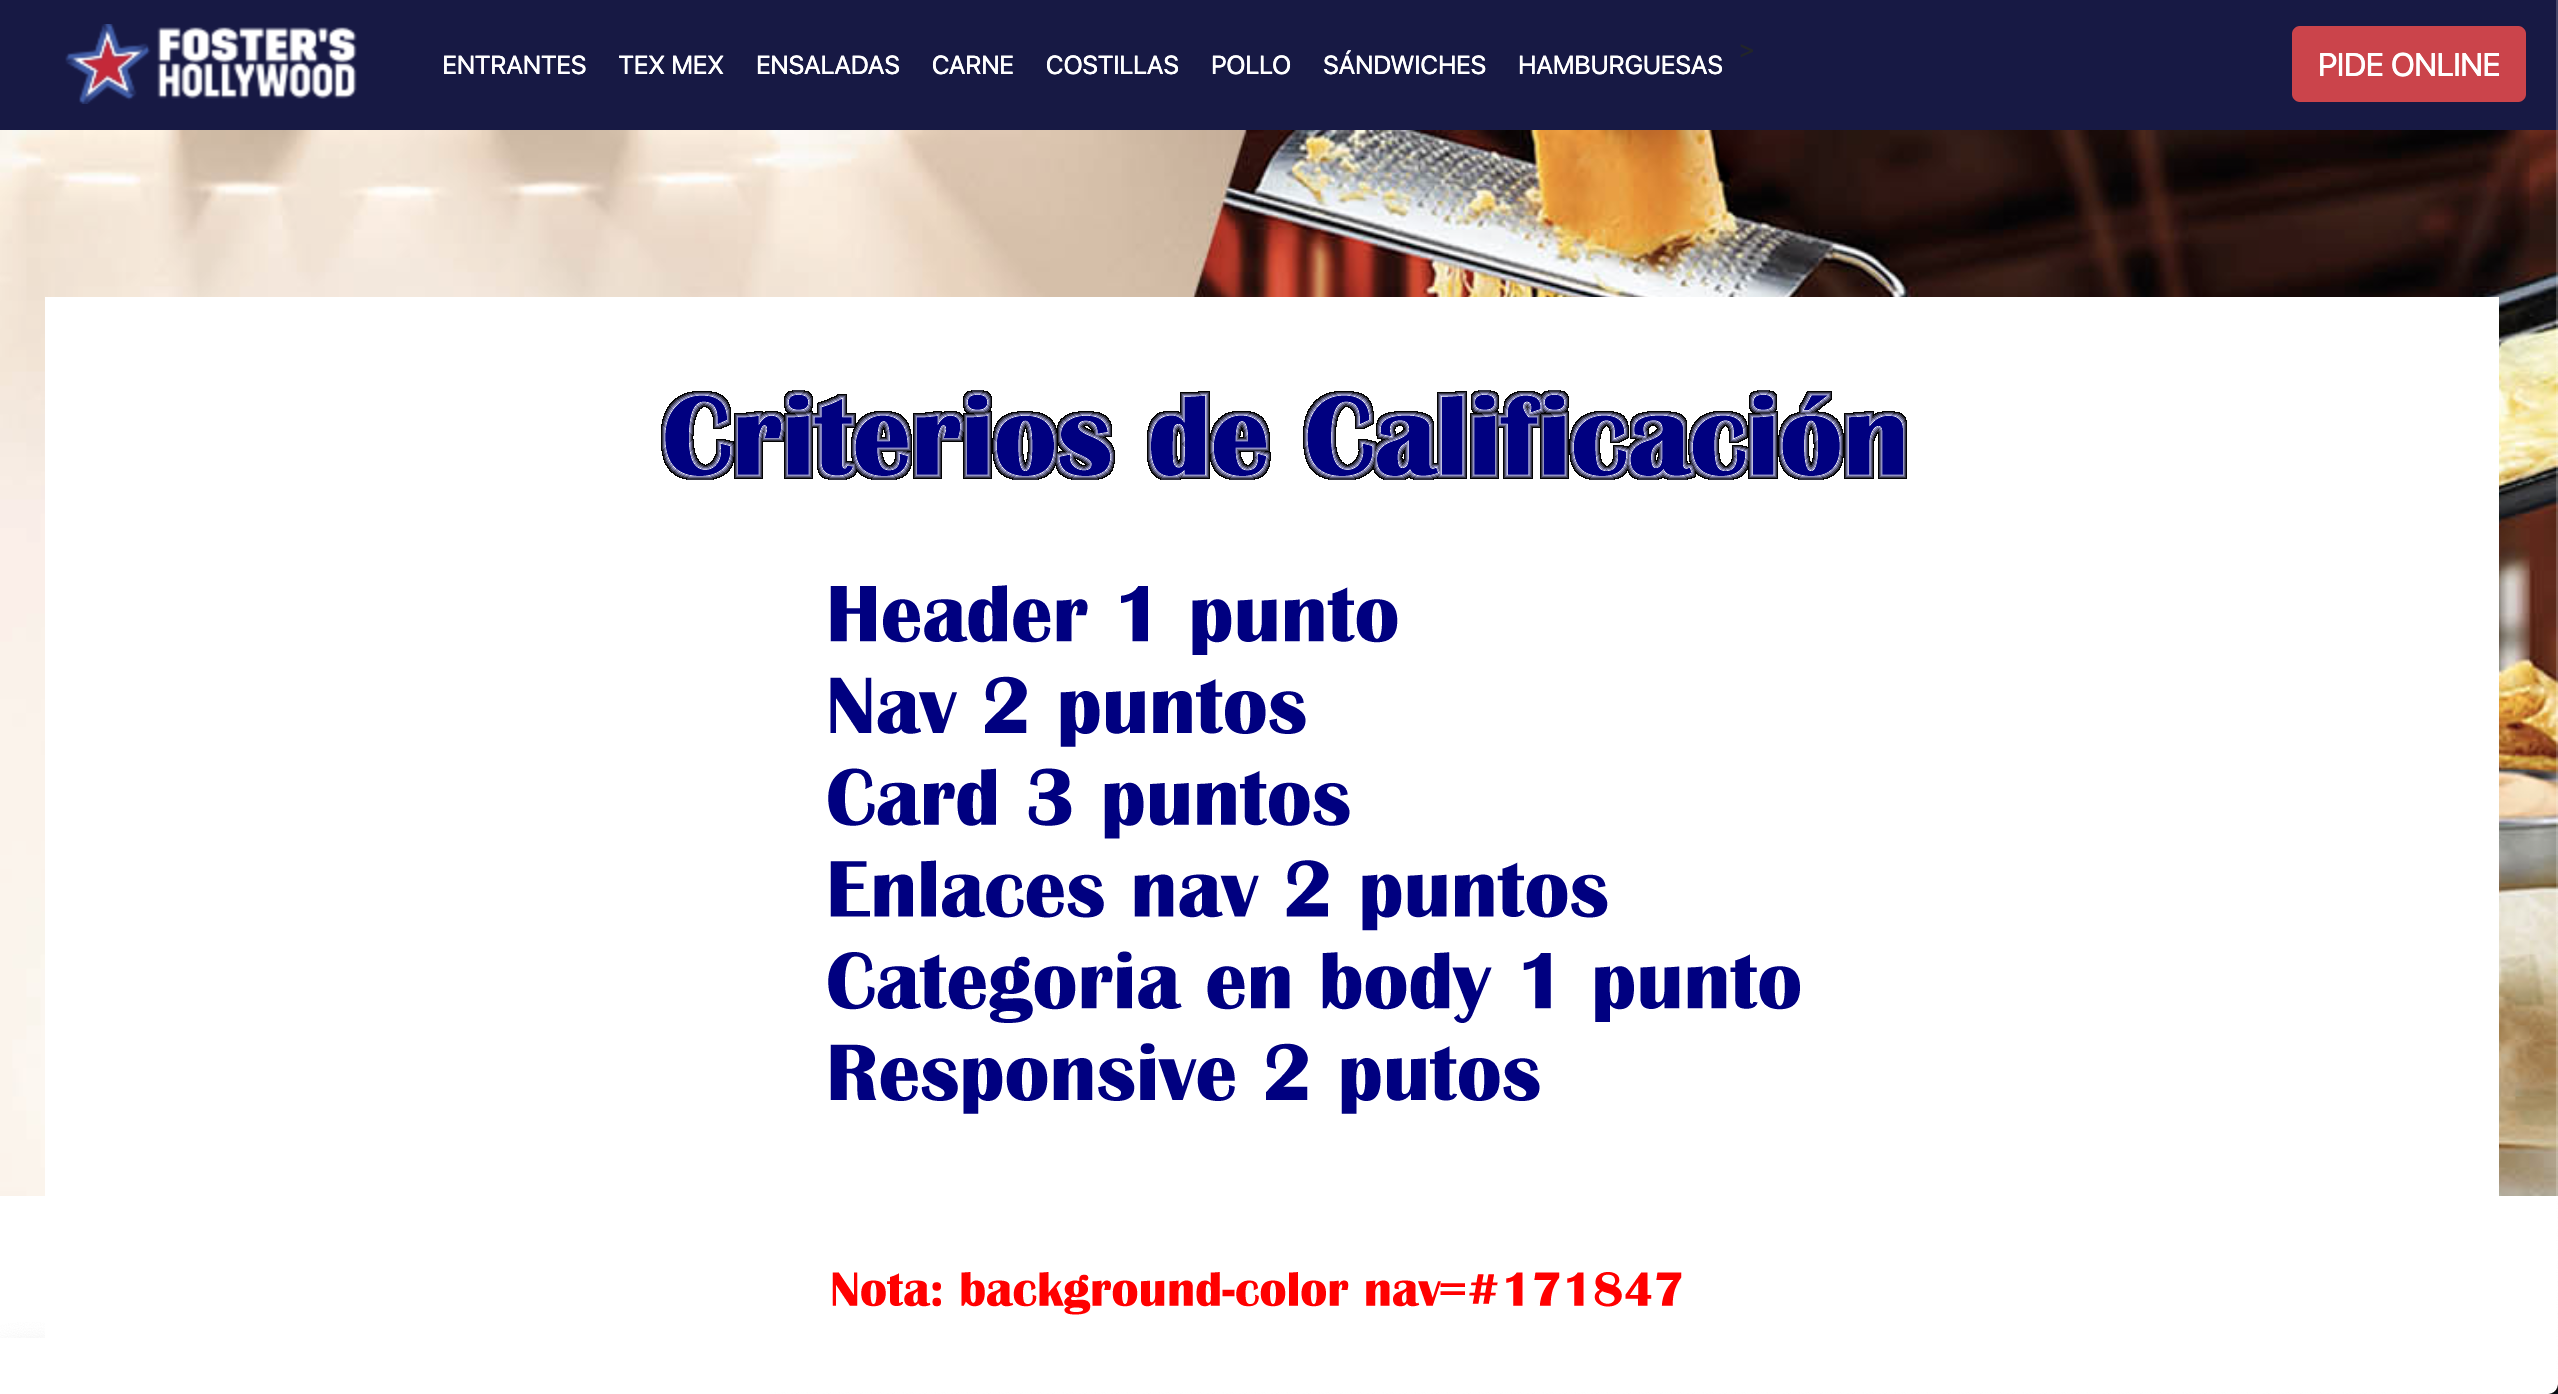 FOSTER'S
HOLLYWOOD
ENTRANTES TEX MEX ENSALADAS CARNE COSTILLAS POLLO SÁNDWICHES HAMBURGUESAS >
PIDE ONLINE
Criterios de Calificación
Header 1 punto
Nav 2 puntos
Card 3 puntos
Enlaces nav 2 puntos
Categoria en body 1 punto
Responsive 2 putos
Nota: background-color nav=#171847